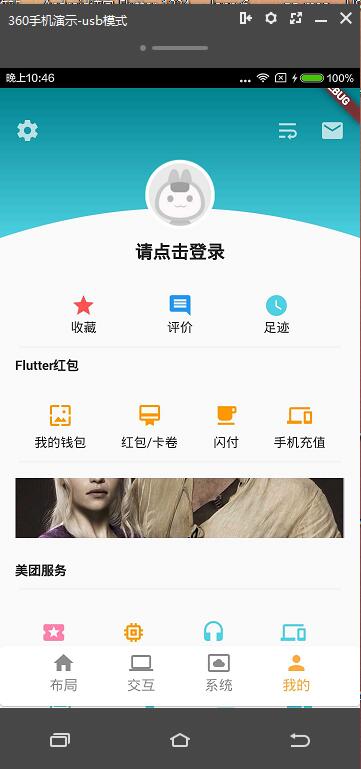 360手机演示-usb模式
晚上10:46
100%
BUG
请点击登录
收藏
评价
足迹
Flutter红包
我的钱包
红包/卡卷
闪付
手机充值
美团服务
布局
交互
系统
我的